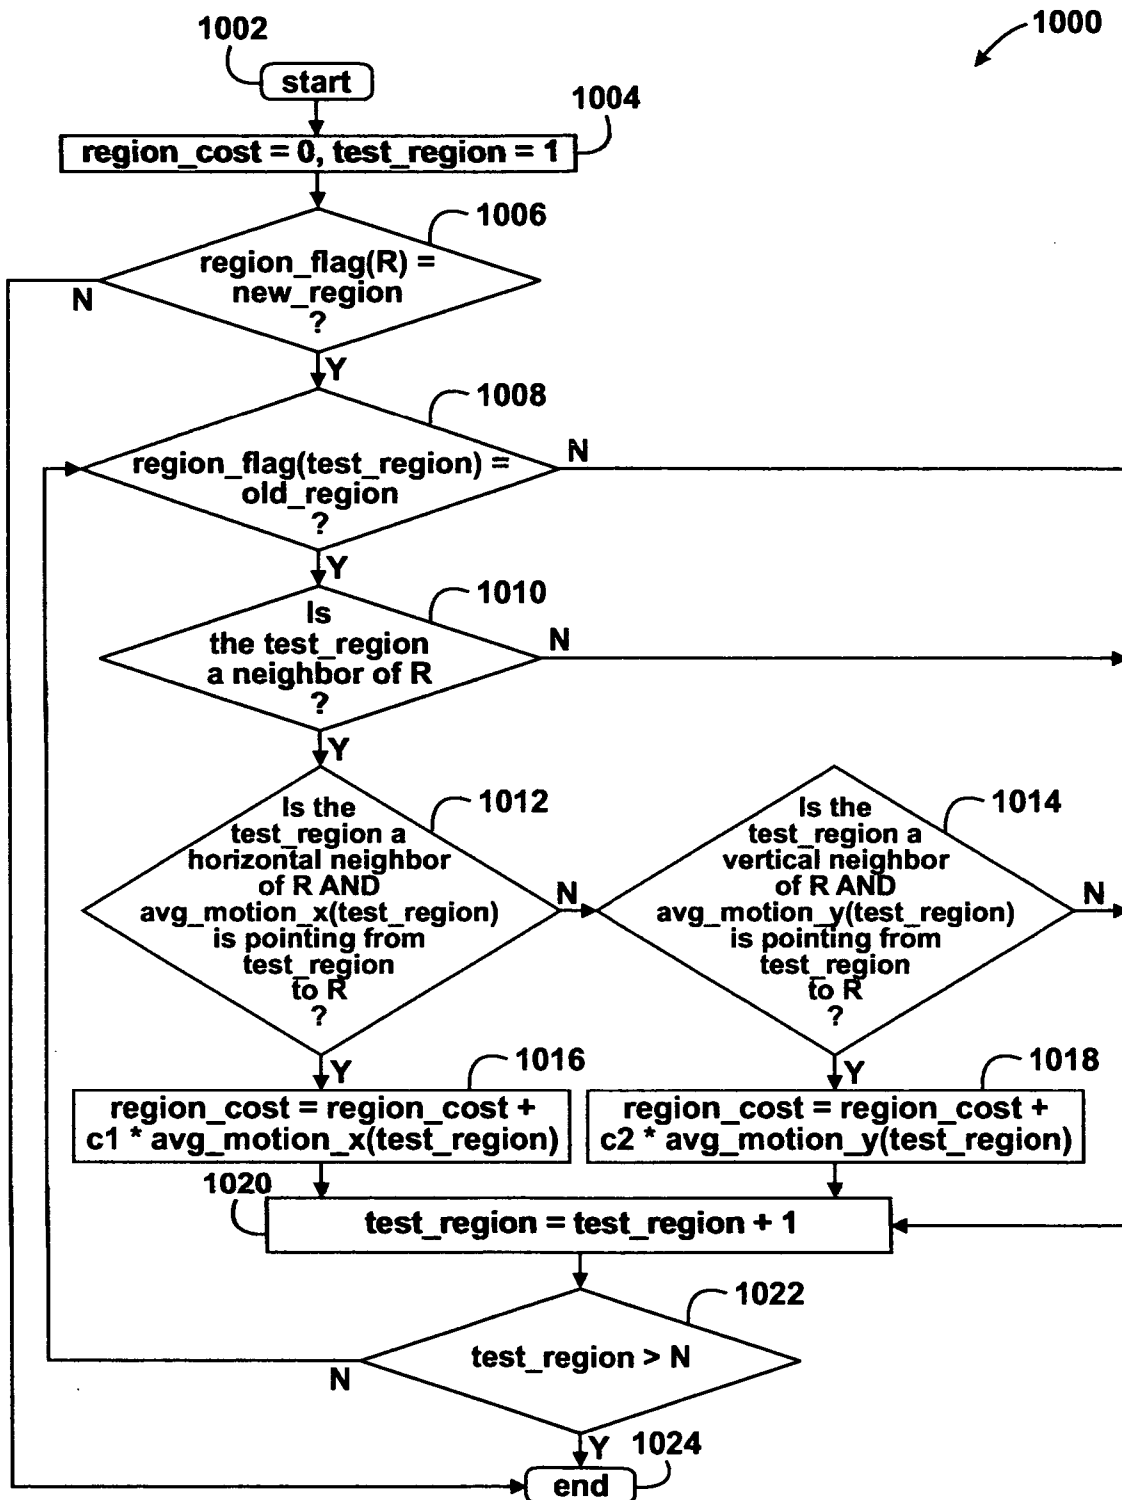 1000
1002
start
1004
region_cost = 0, test_region = 1
1006
region_flag(R) =
new_region
?
N
Y
1008
region_flag(test_region) =
old_region
?
N
Y
1010
Is
the test_region
a neighbor of R
?
N
Y
1012
Is the
test_region a
horizontal neighbor
of R AND
avg_motion_x(test_region)
is pointing from
test_region
to R
?
N
Y
1014
Is the
test_region a
vertical neighbor
of R AND
avg_motion_y(test_region)
is pointing from
test_region
to R
?
N
Y
1016
region_cost = region_cost +
c1 * avg_motion_x(test_region)
1018
region_cost = region_cost +
c2 * avg_motion_y(test_region)
1020
test_region = test_region + 1
1022
test_region > N
N
Y
1024
end